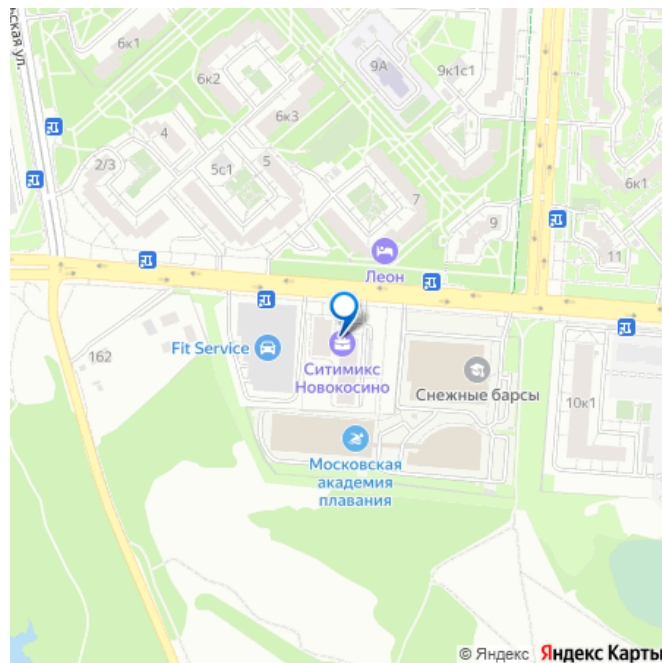 ьская ул.
6к1
6к2
9А
9к1с1
6к3
4
2/3
5с1
5
7
9
6к1
11
Леон
162
Fit Service
Ситимикс
Новокосино
Снежные барсы
10к1
Московская
академия
плавания
© Яндекс Яндекс Карты